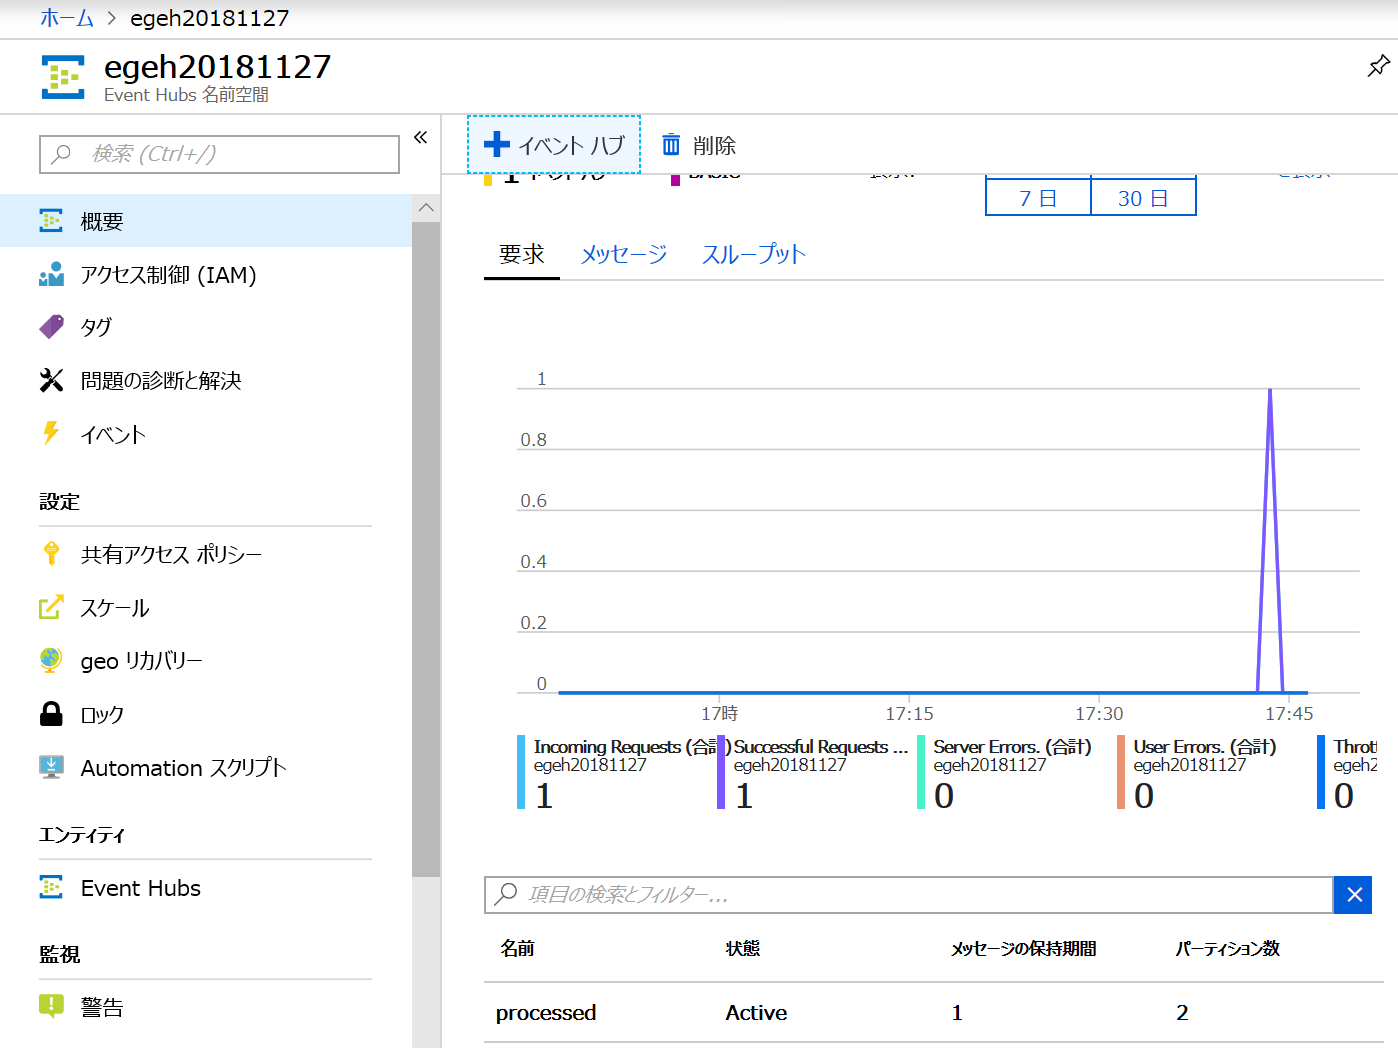 ホーム > egeh20181127
egeh20181127
Event Hubs 名前空間
検索 (Ctrl+/)
«
概要
アクセス制御 (IAM)
タグ
問題の診断と解決
イベント
設定
共有アクセス ポリシー
スケール
geo リカバリー
ロック
Automation スクリプト
エンティティ
Event Hubs
監視
警告
イベント ハブ 削除
7 日 30 日
要求 メッセージ スループット
1
0.8
0.6
0.4
0.2
0
17時 17:15 17:30 17:45
Incoming Requests (合計)
egeh20181127
1
Successful Requests ...
egeh20181127
1
Server Errors. (合計)
egeh20181127
0
User Errors. (合計)
egeh20181127
0
Thrott
egeh2
0
項目の検索とフィルター...
名前 状態 メッセージの保持期間 パーティション数
processed Active 1 2